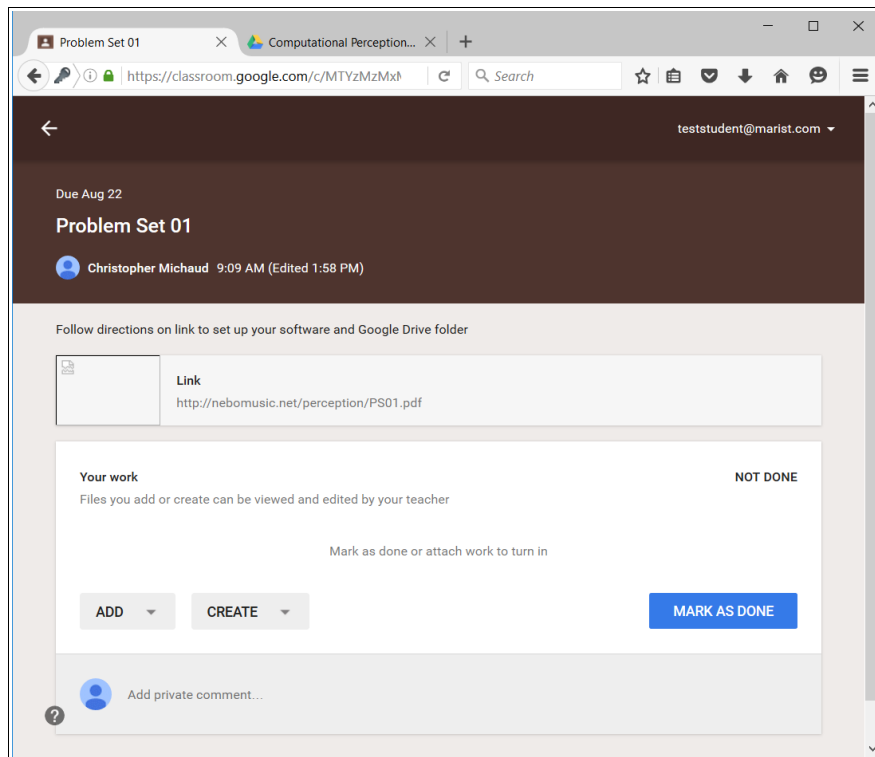 Problem Set 01
Computational Perception...
https://classroom.google.com/c/MTYzMzMxM
Search
teststudent@marist.com
Due Aug 22
Problem Set 01
Christopher Michaud 9:09 AM (Edited 1:58 PM)
Follow directions on link to set up your software and Google Drive folder
Link
http://nebomusic.net/perception/PS01.pdf
Your work NOT DONE
Files you add or create can be viewed and edited by your teacher
Mark as done or attach work to turn in
ADD CREATE MARK AS DONE
Add private comment...
?